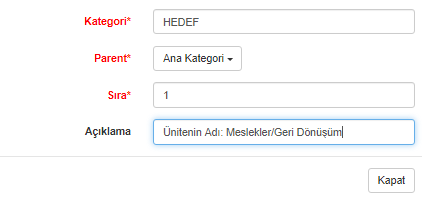 Kategori* HEDEF
Parent* Ana Kategori
Sıra* 1
Açıklama Ünitenin Adı: Meslekler/Geri Dönüşüm
Kapat